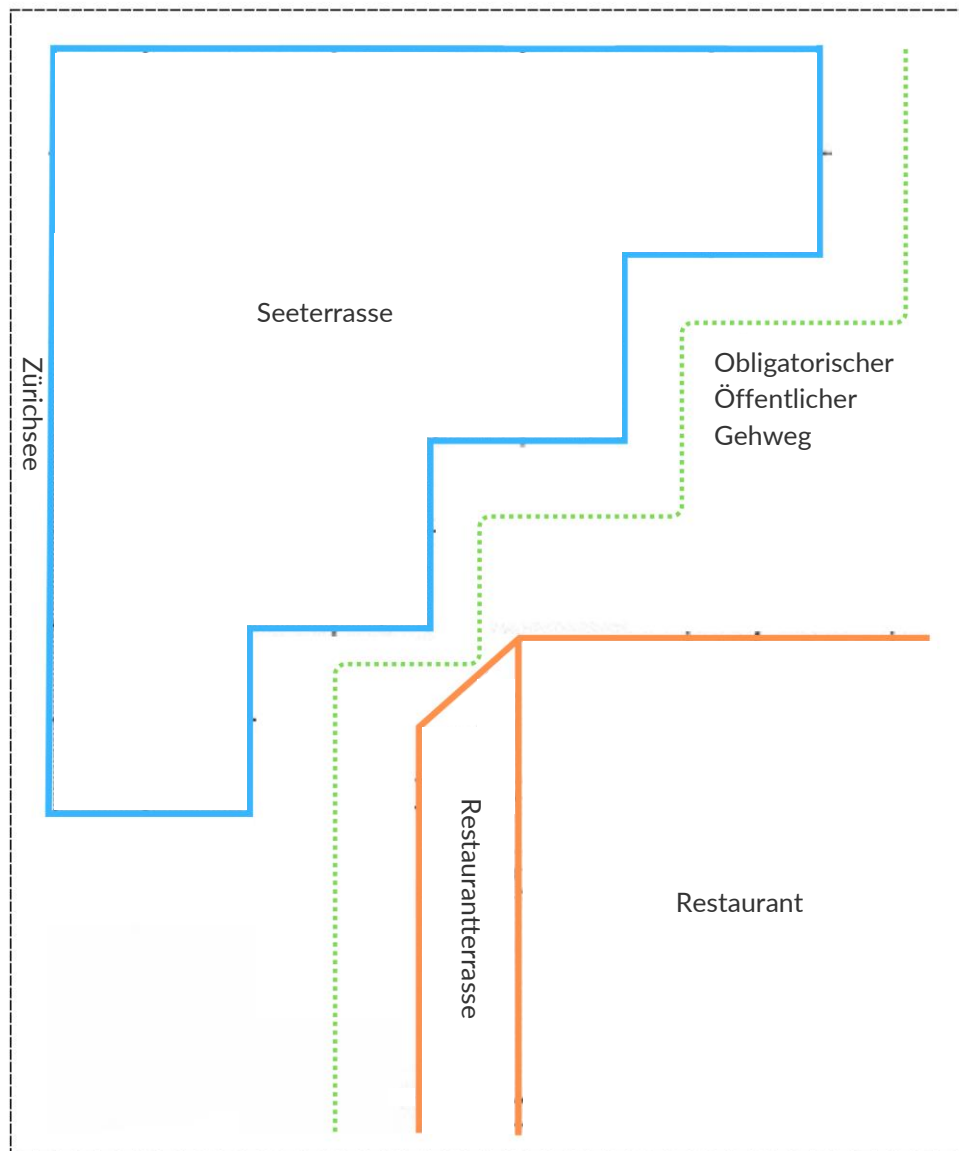 Seeterrasse
Zürichsee
Obligatorischer
Öffentlicher
Gehweg
Restaurantterrasse
Restaurant